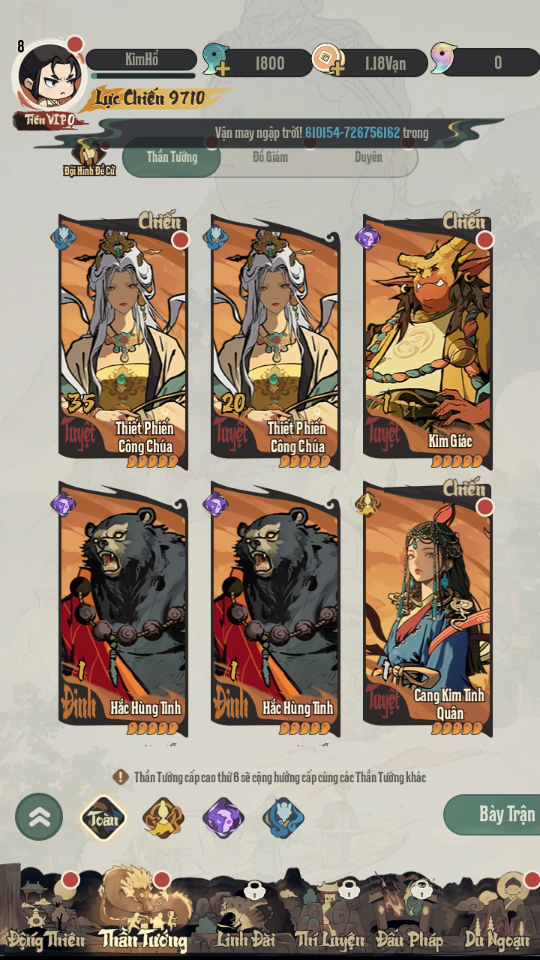 8
KimHổ
1800
1.18Vạn
0
Lực Chiến 9710
Tiên VIP 0
Vận may ngập trời! 610154-726756162 trong
Đội Hình Đề Cử
Thần Tướng
Đồ Giám
Duyên
Chiến
Chiến
35
Tuyệt
Thiết Phiến
Công Chúa
20
Tuyệt
Thiết Phiến
Công Chúa
1
Tuyệt
Kim Giác
Chiến
1
Đỉnh
Hắc Hùng Tinh
1
Đỉnh
Hắc Hùng Tinh
1
Tuyệt
Cang Kim Tinh
Quân
Thần Tướng cấp cao thứ 6 sẽ cộng hưởng cấp cùng các Thần Tướng khác
Toàn
Bày Trận
Động Thiên
Thần Tướng
Linh Đài
Thí Luyện
Đấu Pháp
Du Ngoạn